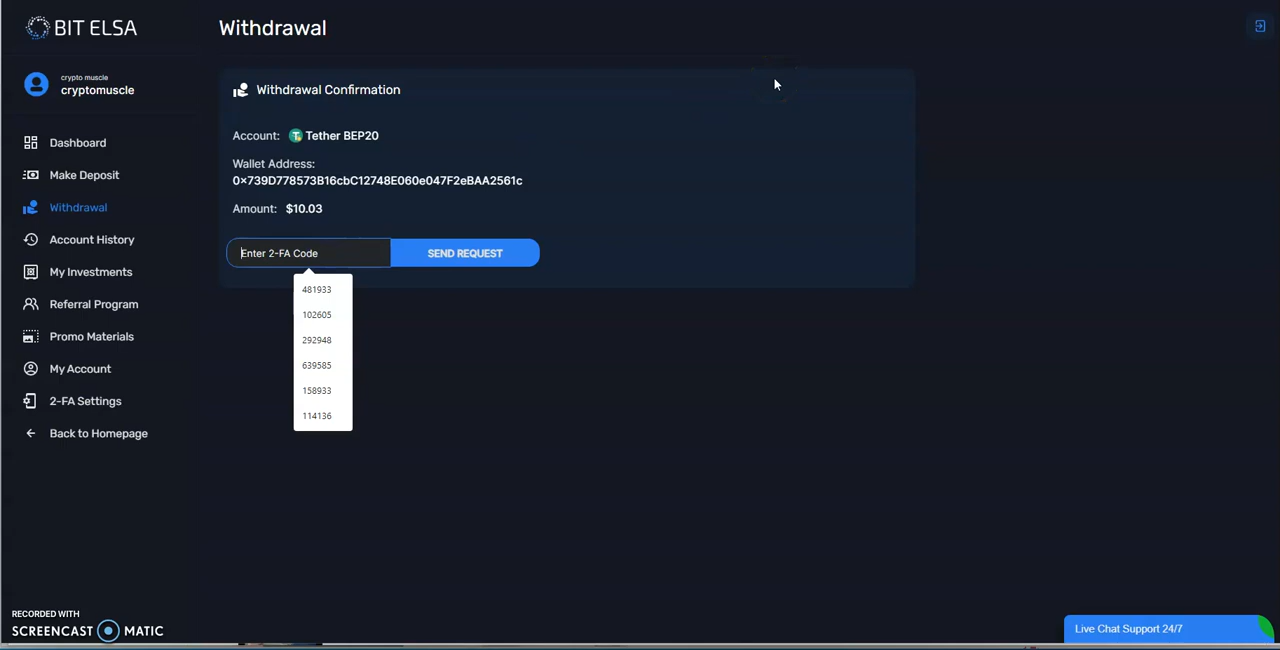 BIT ELSA
Withdrawal
crypto muscle
cryptomuscle
Dashboard
Make Deposit
Withdrawal
Account History
My Investments
Referral Program
Promo Materials
My Account
2-FA Settings
Back to Homepage
Withdrawal Confirmation
Account: Tether BEP20
Wallet Address:
0x739D778573B16cbC12748E060e047F2eBAA2561c
Amount: $10.03
Enter 2-FA Code SEND REQUEST
481933
102605
292948
639585
158933
114136
RECORDED WITH
SCREENCAST MATIC
Live Chat Support 24/7